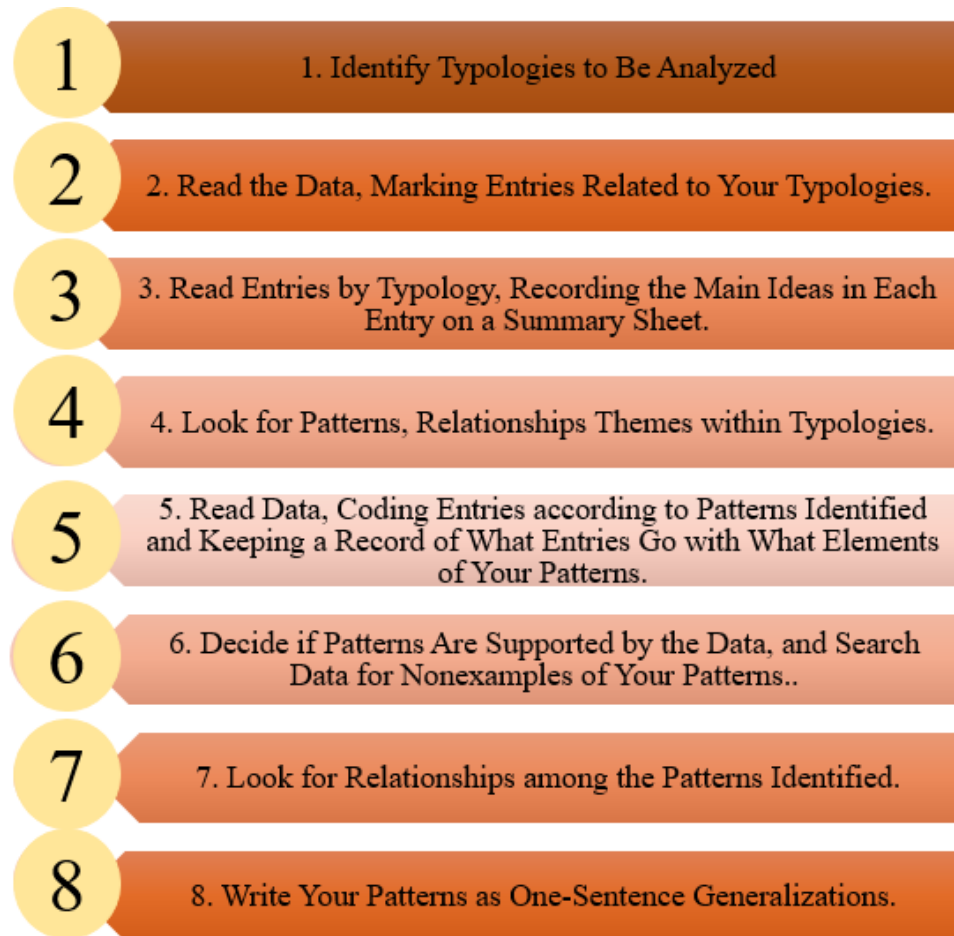 1
1. Identify Typologies to Be Analyzed
2
2. Read the Data, Marking Entries Related to Your Typologies.
3
3. Read Entries by Typology, Recording the Main Ideas in Each
Entry on a Summary Sheet.
4
4. Look for Patterns, Relationships Themes within Typologies.
5
5. Read Data, Coding Entries according to Patterns Identified
and Keeping a Record of What Entries Go with What Elements
of Your Patterns.
6
6. Decide if Patterns Are Supported by the Data, and Search
Data for Nonexamples of Your Patterns..
7
7. Look for Relationships among the Patterns Identified.
8
8. Write Your Patterns as One-Sentence Generalizations.